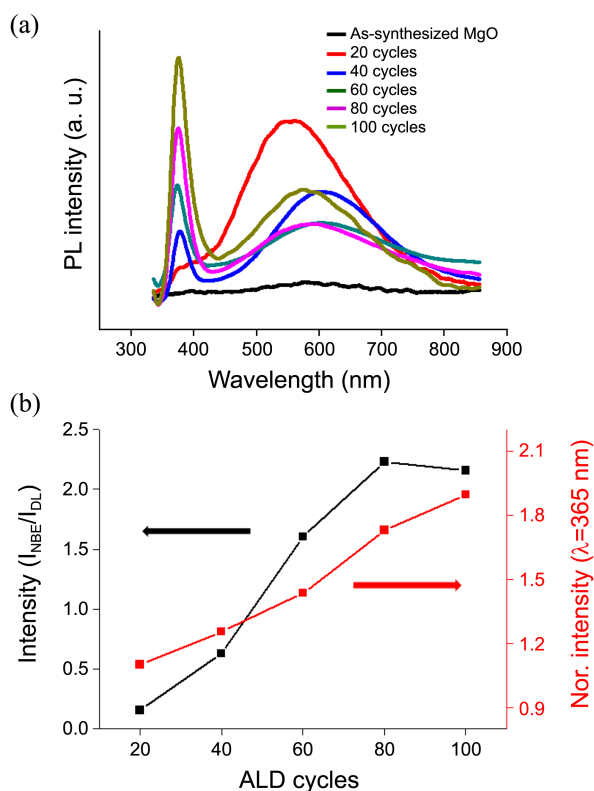 (a)
As-synthesized MgO
20 cycles
40 cycles
60 cycles
80 cycles
100 cycles
PL intensity (a. u.)
300 400 500 600 700 800 900
Wavelength (nm)
(b)
2.5
2.0
1.5
1.0
0.5
0.0
Intensity (I_NBE/I_DL)
2.1
1.8
1.5
1.2
0.9
Nor. intensity (λ=365 nm)
20 40 60 80 100
ALD cycles